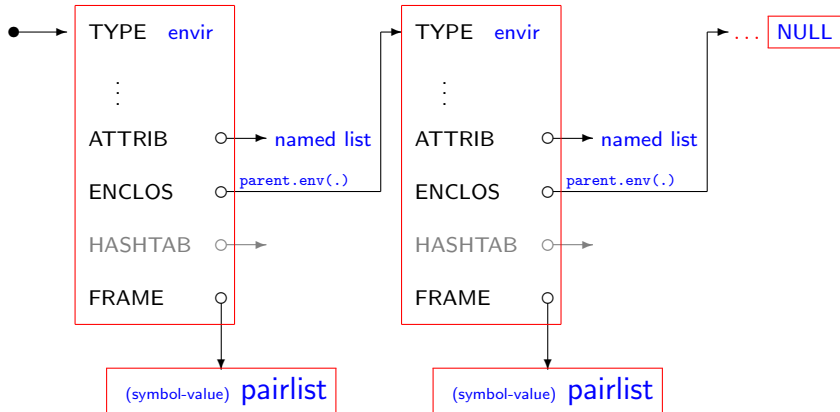 TYPE envir
⋮
ATTRIB named list
ENCLOS parent.env(.)
HASHTAB
FRAME
(symbol-value) pairlist
TYPE envir
⋮
ATTRIB named list
ENCLOS parent.env(.)
HASHTAB
FRAME
(symbol-value) pairlist
... NULL